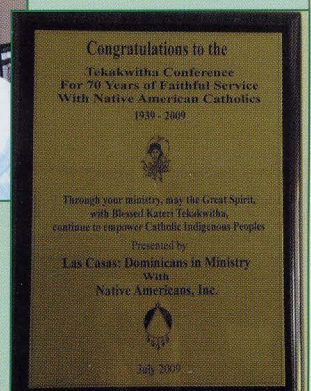 Congratulations to the
Tekakwitha Conference
For 70 Years of Faithful Service
With Native American Catholics
1939 - 2009
Through your ministry, may the Great Spirit,
with Blessed Kateri Tekakwitha,
continue to empower Catholic Indigenous Peoples
Presented by
Las Casas: Dominicans in Ministry
With
Native Americans, Inc.
July 2009